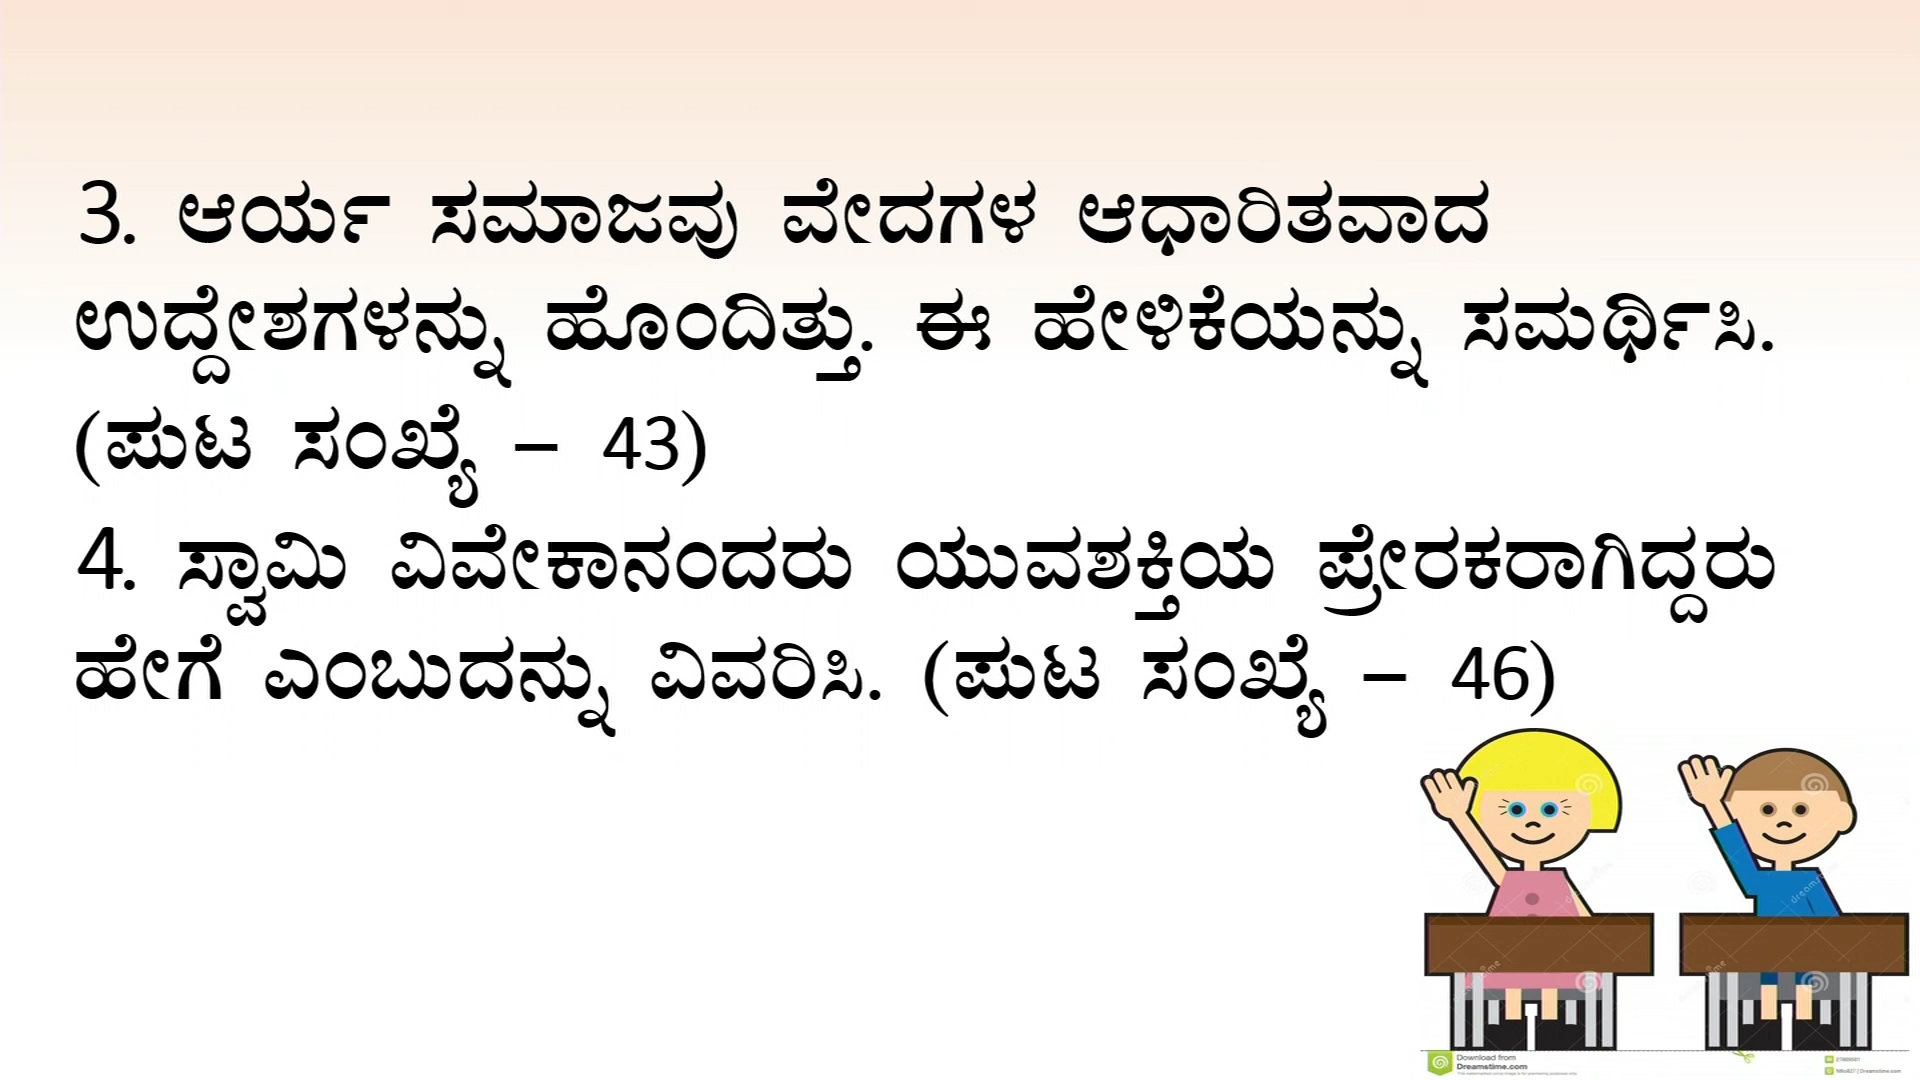 3. ಆರ್ಯ ಸಮಾಜವು ವೇದಗಳ ಆಧಾರಿತವಾದ
ಉದ್ದೇಶಗಳನ್ನು ಹೊಂದಿತ್ತು. ಈ ಹೇಳಿಕೆಯನ್ನು ಸಮರ್ಥಿಸಿ.
(ಪುಟ ಸಂಖ್ಯೆ – 43)
4. ಸ್ವಾಮಿ ವಿವೇಕಾನಂದರು ಯುವಶಕ್ತಿಯ ಪ್ರೇರಕರಾಗಿದ್ದರು
ಹೇಗೆ ಎಂಬುದನ್ನು ವಿವರಿಸಿ. (ಪುಟ ಸಂಖ್ಯೆ – 46)
Download from
Dreamstime.com